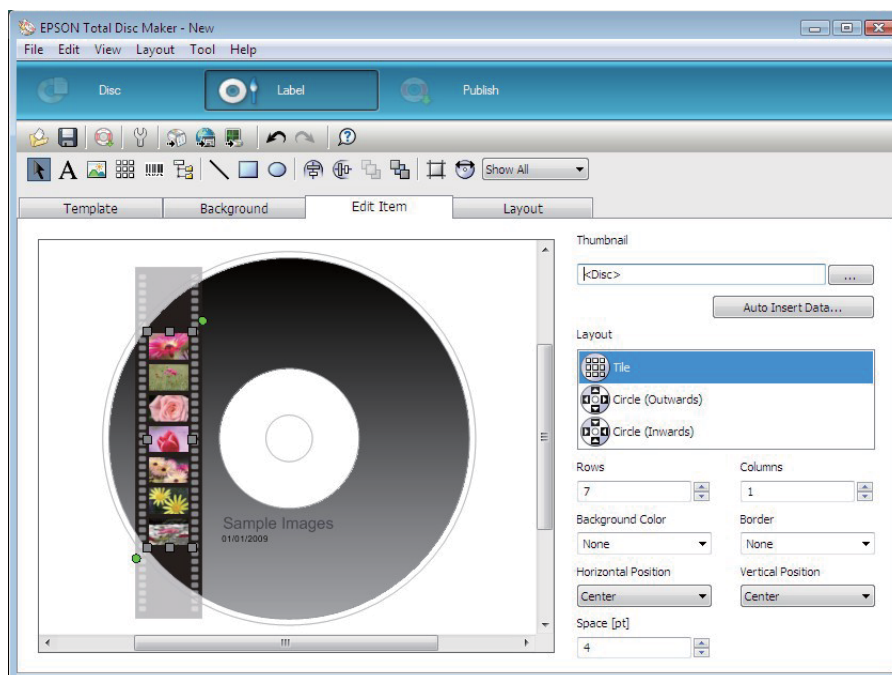 EPSON Total Disc Maker - New
File Edit View Layout Tool Help
Disc Label Publish
Show All
Template Background Edit Item Layout
Thumbnail
<Disc>
...
Auto Insert Data...
Layout
Tile
Circle (Outwards)
Circle (Inwards)
Rows Columns
7 1
Background Color Border
None None
Horizontal Position Vertical Position
Center Center
Space [pt]
4
Sample Images
01/01/2009